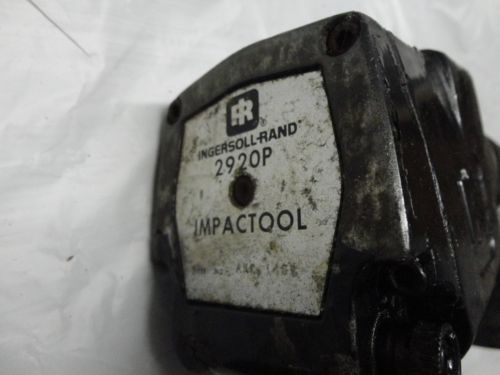 IR
INGERSOLL-RAND
2920P
IMPACTOOL